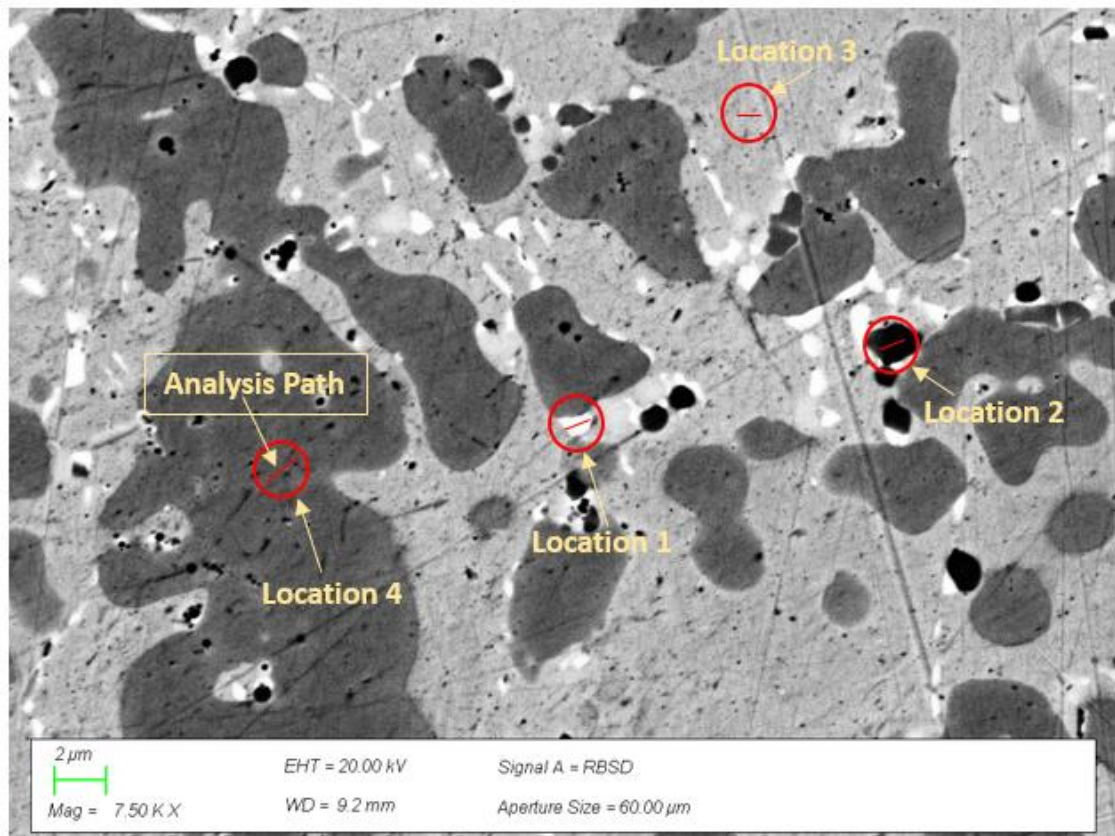 Location 3
Analysis Path
Location 2
Location 1
Location 4
2 µm
EHT = 20.00 kV
Signal A = RBSD
Mag = 7.50 K X
WD = 9.2 mm
Aperture Size = 60.00 µm